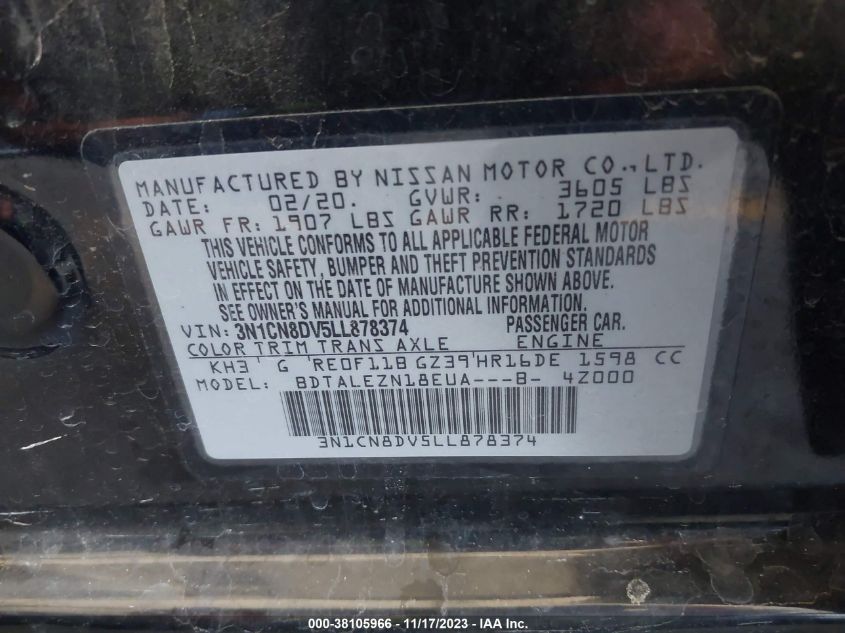 MANUFACTURED BY NISSAN MOTOR CO., LTD.
DATE: 02/20. GVWR: 3605 LBS
GAWR FR: 1907 LBS GAWR RR: 1720 LBS
THIS VEHICLE CONFORMS TO ALL APPLICABLE FEDERAL MOTOR
VEHICLE SAFETY, BUMPER AND THEFT PREVENTION STANDARDS
IN EFFECT ON THE DATE OF MANUFACTURE SHOWN ABOVE.
SEE OWNER'S MANUAL FOR ADDITIONAL INFORMATION.
VIN: 3N1CN8DV5LL878374 PASSENGER CAR.
COLOR TRIM TRANS AXLE ENGINE
KH3 G RE0F11B GZ39 HR16DE 1598 CC
MODEL: BDTALEZN18EUA---B- 4Z000
3N1CN8DV5LL878374
000-38105966 - 11/17/2023 - IAA Inc.